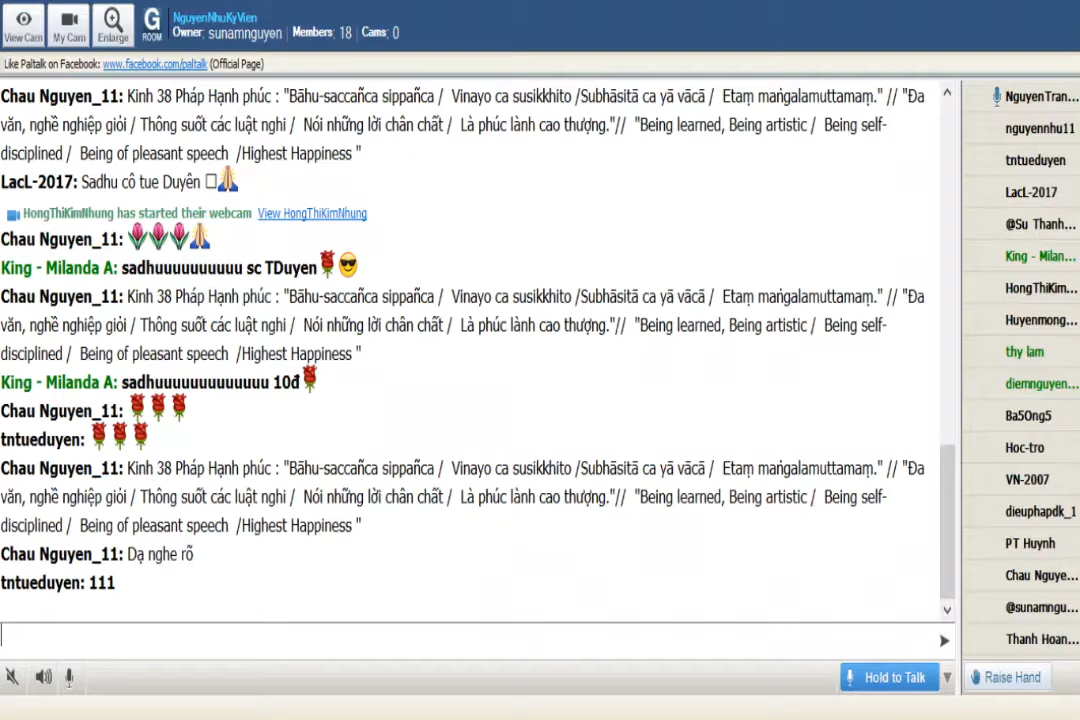 View Cam My Cam Enlarge G ROOM NguyenNhuKyVien
Owner: sunamnguyen Members: 18 Cams: 0
Like Paltalk on Facebook: www.facebook.com/paltalk (Official Page)
Chau Nguyen_11: Kinh 38 Pháp Hạnh phúc : "Bāhu-saccañca sippañca / Vinayo ca susikkhito /Subhāsitā ca yā vācā / Etaṃ maṅgalamuttamaṃ." // "Đa
văn, nghề nghiệp giỏi / Thông suốt các luật nghi / Nói những lời chân chất / Là phúc lành cao thượng."// "Being learned, Being artistic / Being self-
disciplined / Being of pleasant speech /Highest Happiness "
LacL-2017: Sadhu cô tue Duyên
HongThiKimNhung has started their webcam View HongThiKimNhung
Chau Nguyen_11:
King - Milanda A: sadhuuuuuuuuuu sc TDuyen
Chau Nguyen_11: Kinh 38 Pháp Hạnh phúc : "Bāhu-saccañca sippañca / Vinayo ca susikkhito /Subhāsitā ca yā vācā / Etaṃ maṅgalamuttamaṃ." // "Đa
văn, nghề nghiệp giỏi / Thông suốt các luật nghi / Nói những lời chân chất / Là phúc lành cao thượng."// "Being learned, Being artistic / Being self-
disciplined / Being of pleasant speech /Highest Happiness "
King - Milanda A: sadhuuuuuuuuuuuuu 10đ
Chau Nguyen_11:
tntueduyen:
Chau Nguyen_11: Kinh 38 Pháp Hạnh phúc : "Bāhu-saccañca sippañca / Vinayo ca susikkhito /Subhāsitā ca yā vācā / Etaṃ maṅgalamuttamaṃ." // "Đa
văn, nghề nghiệp giỏi / Thông suốt các luật nghi / Nói những lời chân chất / Là phúc lành cao thượng."// "Being learned, Being artistic / Being self-
disciplined / Being of pleasant speech /Highest Happiness "
Chau Nguyen_11: Dạ nghe rõ
tntueduyen: 111
NguyenTran...
nguyennhu11
tntueduyen
LacL-2017
@Su Thanh...
King - Milan...
HongThiKim...
Huyenmong...
thy lam
diemnguyen...
Ba5Ong5
Hoc-tro
VN-2007
dieuphapdk_1
PT Huynh
Chau Nguye...
@sunamngu...
Thanh Hoan...
Hold to Talk
Raise Hand